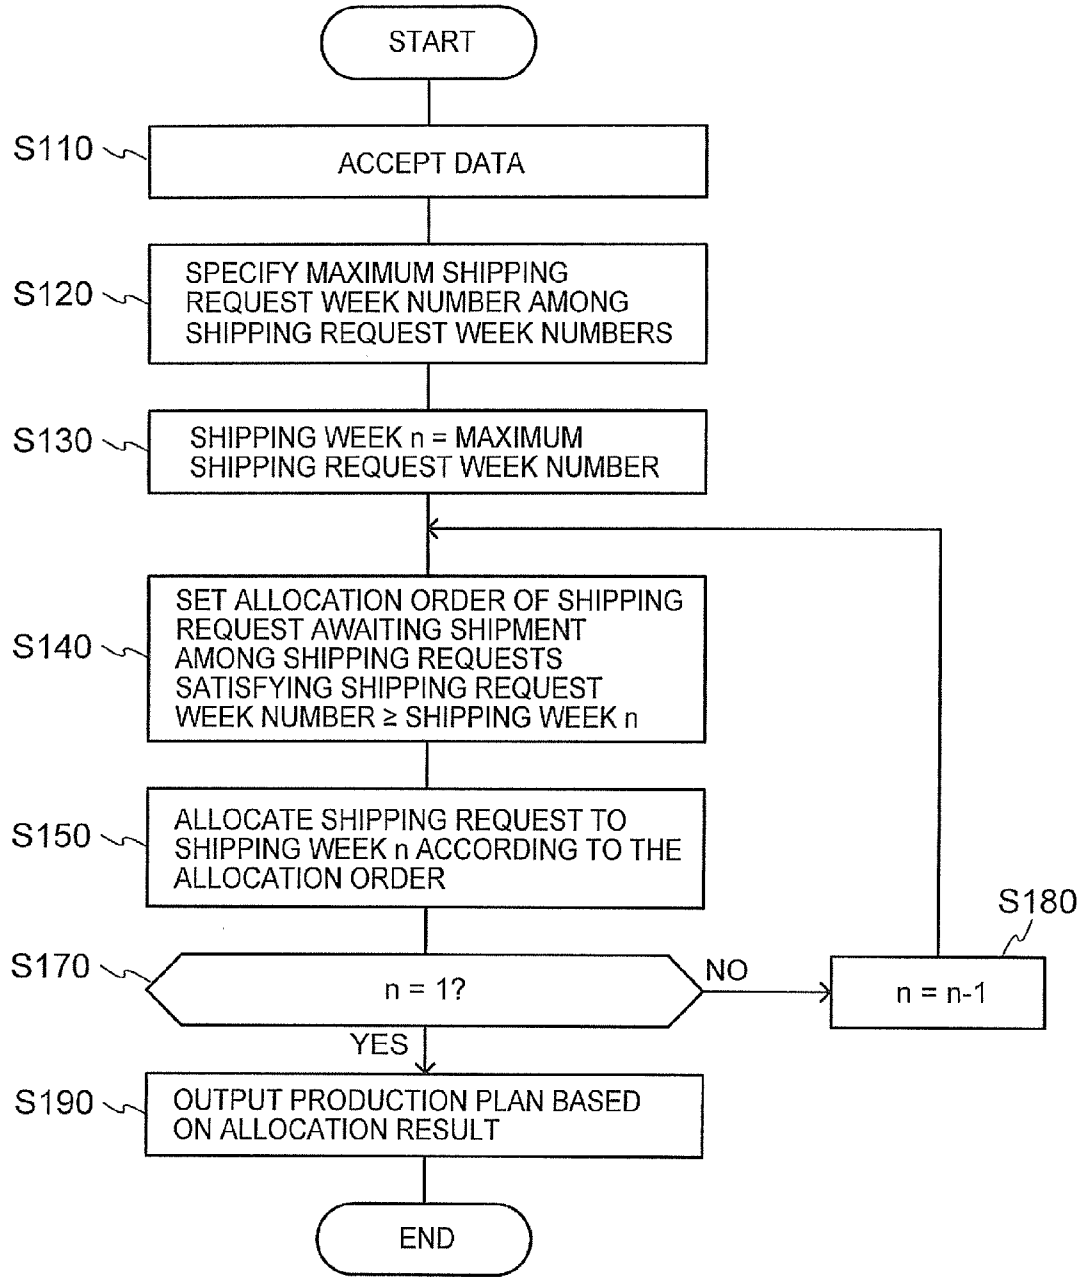 START
S110
ACCEPT DATA
S120
SPECIFY MAXIMUM SHIPPING
REQUEST WEEK NUMBER AMONG
SHIPPING REQUEST WEEK NUMBERS
S130
SHIPPING WEEK n = MAXIMUM
SHIPPING REQUEST WEEK NUMBER
S140
SET ALLOCATION ORDER OF SHIPPING
REQUEST AWAITING SHIPMENT
AMONG SHIPPING REQUESTS
SATISFYING SHIPPING REQUEST
WEEK NUMBER ≥ SHIPPING WEEK n
S150
ALLOCATE SHIPPING REQUEST TO
SHIPPING WEEK n ACCORDING TO THE
ALLOCATION ORDER
S170
n = 1?
NO
S180
n = n-1
YES
S190
OUTPUT PRODUCTION PLAN BASED
ON ALLOCATION RESULT
END